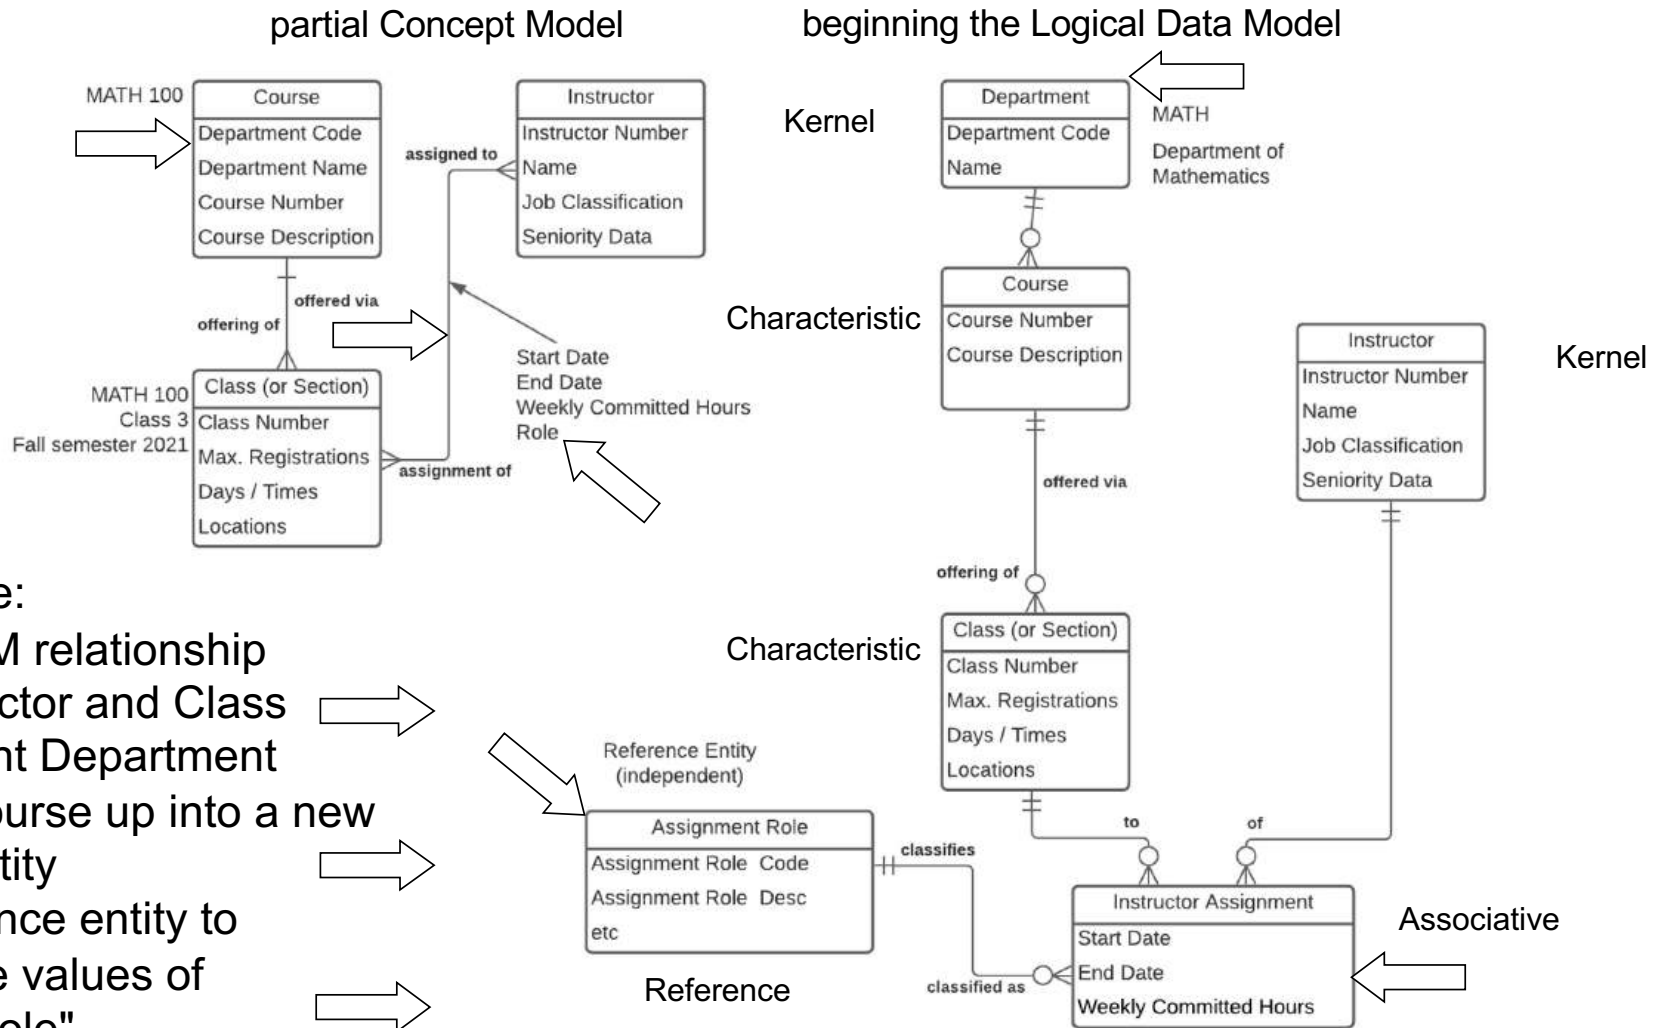 partial Concept Model
beginning the Logical Data Model
MATH 100
Course
Department Code
Department Name
Course Number
Course Description
Instructor
Instructor Number
Name
Job Classification
Seniority Data
assigned to
offered via
offering of
Start Date
End Date
Weekly Committed Hours
Role
MATH 100
Class 3
Fall semester 2021
Class (or Section)
Class Number
Max. Registrations
Days / Times
Locations
assignment of
Kernel
Department
Department Code
Name
MATH
Department of
Mathematics
Characteristic
Course
Course Number
Course Description
Instructor
Instructor Number
Name
Job Classification
Seniority Data
Kernel
offered via
offering of
Characteristic
Class (or Section)
Class Number
Max. Registrations
Days / Times
Locations
e:
M relationship
ctor and Class
nt Department
ourse up into a new
tity
nce entity to
e values of
ole"
Reference Entity
(independent)
Assignment Role
Assignment Role Code
Assignment Role Desc
etc
Reference
classifies
classified as
to
of
Instructor Assignment
Start Date
End Date
Weekly Committed Hours
Associative